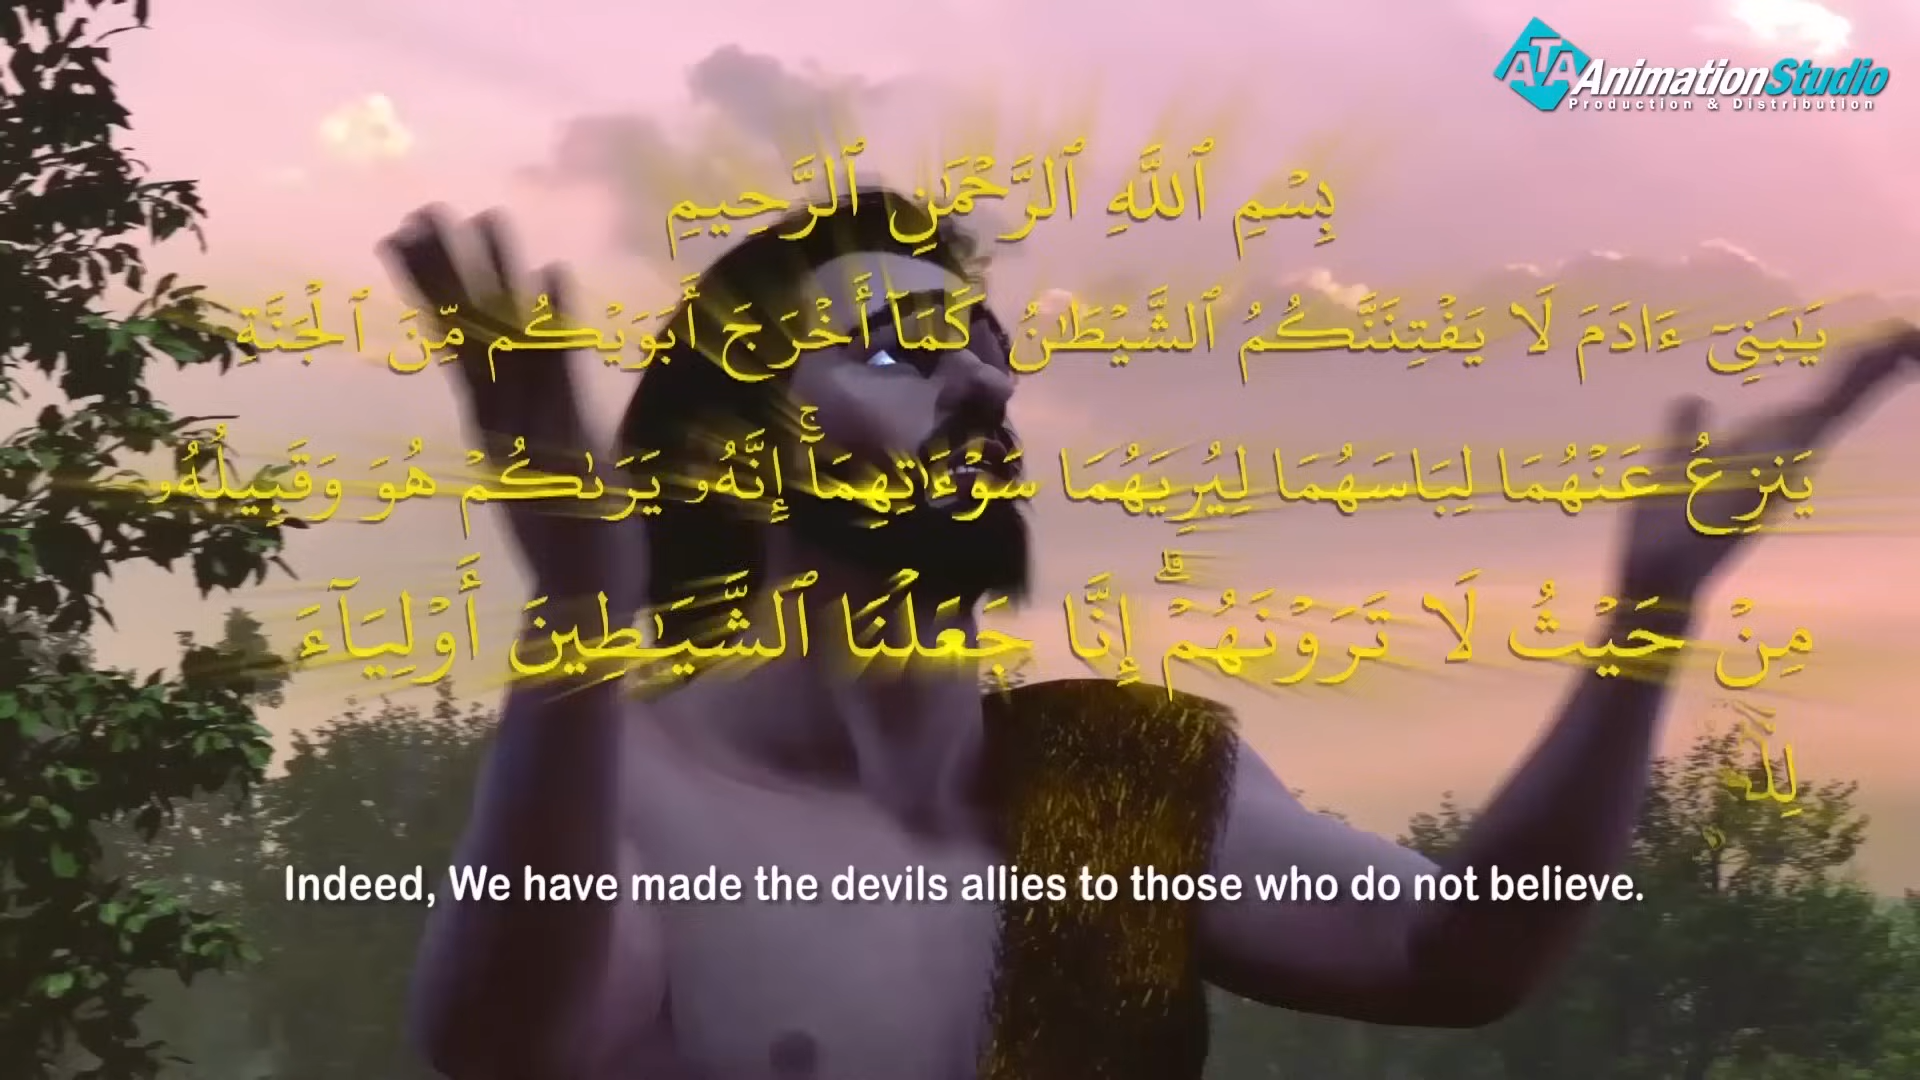 ATA AnimationStudio
Production & Distribution
بِسْمِ ٱللَّهِ ٱلرَّحْمَٰنِ ٱلرَّحِيمِ
يَٰبَنِىٓ ءَادَمَ لَا يَفْتِنَنَّكُمُ ٱلشَّيْطَٰنُ كَمَآ أَخْرَجَ أَبَوَيْكُم مِّنَ ٱلْجَنَّةِ
يَنزِعُ عَنْهُمَا لِبَاسَهُمَا لِيُرِيَهُمَا سَوْءَٰتِهِمَآ ۚ إِنَّهُۥ يَرَىٰكُمْ هُوَ وَقَبِيلُهُۥ
مِنْ حَيْثُ لَا تَرَوْنَهُمْ ۗ إِنَّا جَعَلْنَا ٱلشَّيَٰطِينَ أَوْلِيَآءَ
Indeed, We have made the devils allies to those who do not believe.